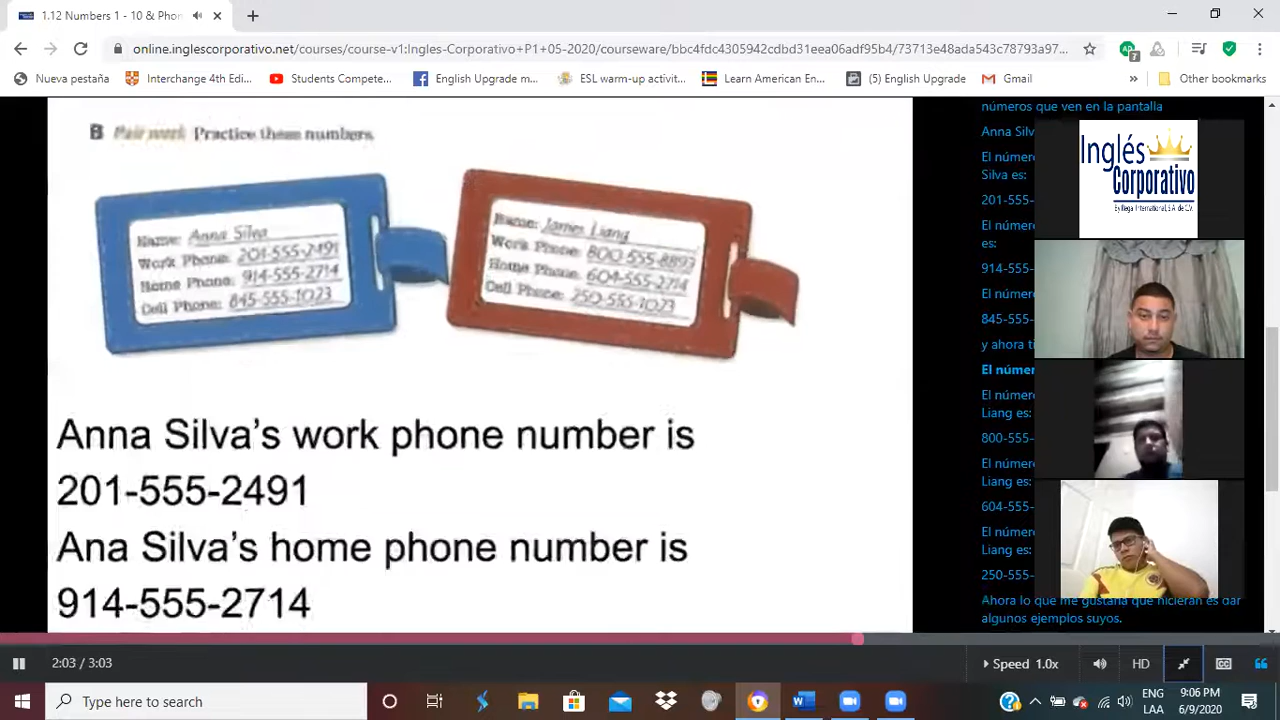 1.12 Numbers 1 - 10 & Phon
online.inglescorporativo.net/courses/course-v1:Ingles-Corporativo+P1+05-2020/courseware/bbc4fdc4305f42cdbd31eea06adf95b4/73713e48ada543c78793a97...
Nueva pestaña
Interchange 4th Edi...
Students Compete...
English Upgrade m...
ESL warm-up activit...
Learn American En...
(5) English Upgrade
Gmail
»
Other bookmarks
B Pair work Practice these numbers.
Name: Anna Silva
Work Phone: 201-555-2491
Home Phone: 914-555-2714
Cell Phone: 845-555-1023
Name: James Liang
Work Phone: 800-555-8893
Home Phone: 604-555-2714
Cell Phone: 250-555-1023
Anna Silva's work phone number is
201-555-2491
Ana Silva's home phone number is
914-555-2714
números que ven en la pantalla
Anna Silv
El númer
Silva es:
201-555-
El númer
es:
914-555-
El númer
845-555-
y ahora t
El númer
El númer
Liang es:
800-555-
El númer
Liang es:
604-555-
El númer
Liang es:
250-555-
Ahora lo que me gustaría que hicieran es dar
algunos ejemplos suyos.
Inglés
Corporativo
2:03 / 3:03
Speed 1.0x
HD
Type here to search
ENG
LAA
9:06 PM
6/9/2020